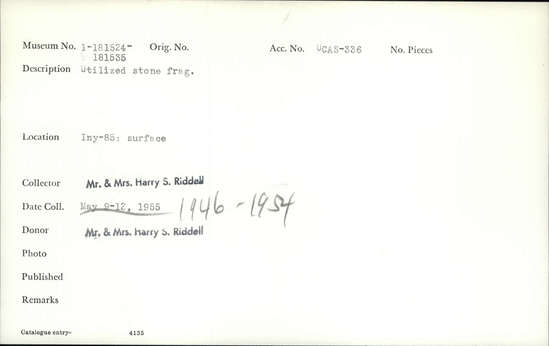 Museum No. 1-181524- Orig. No. Acc. No. UCAS-336 No. Pieces
181535
Description Utilized stone frag.
Location Iny-85: surface
Collector Mr. & Mrs. Harry S. Riddell
Date Coll. May 9-12, 1955 1946 - 1954
Donor Mr. & Mrs. Harry S. Riddell
Photo
Published
Remarks
Catalogue entry- 4135